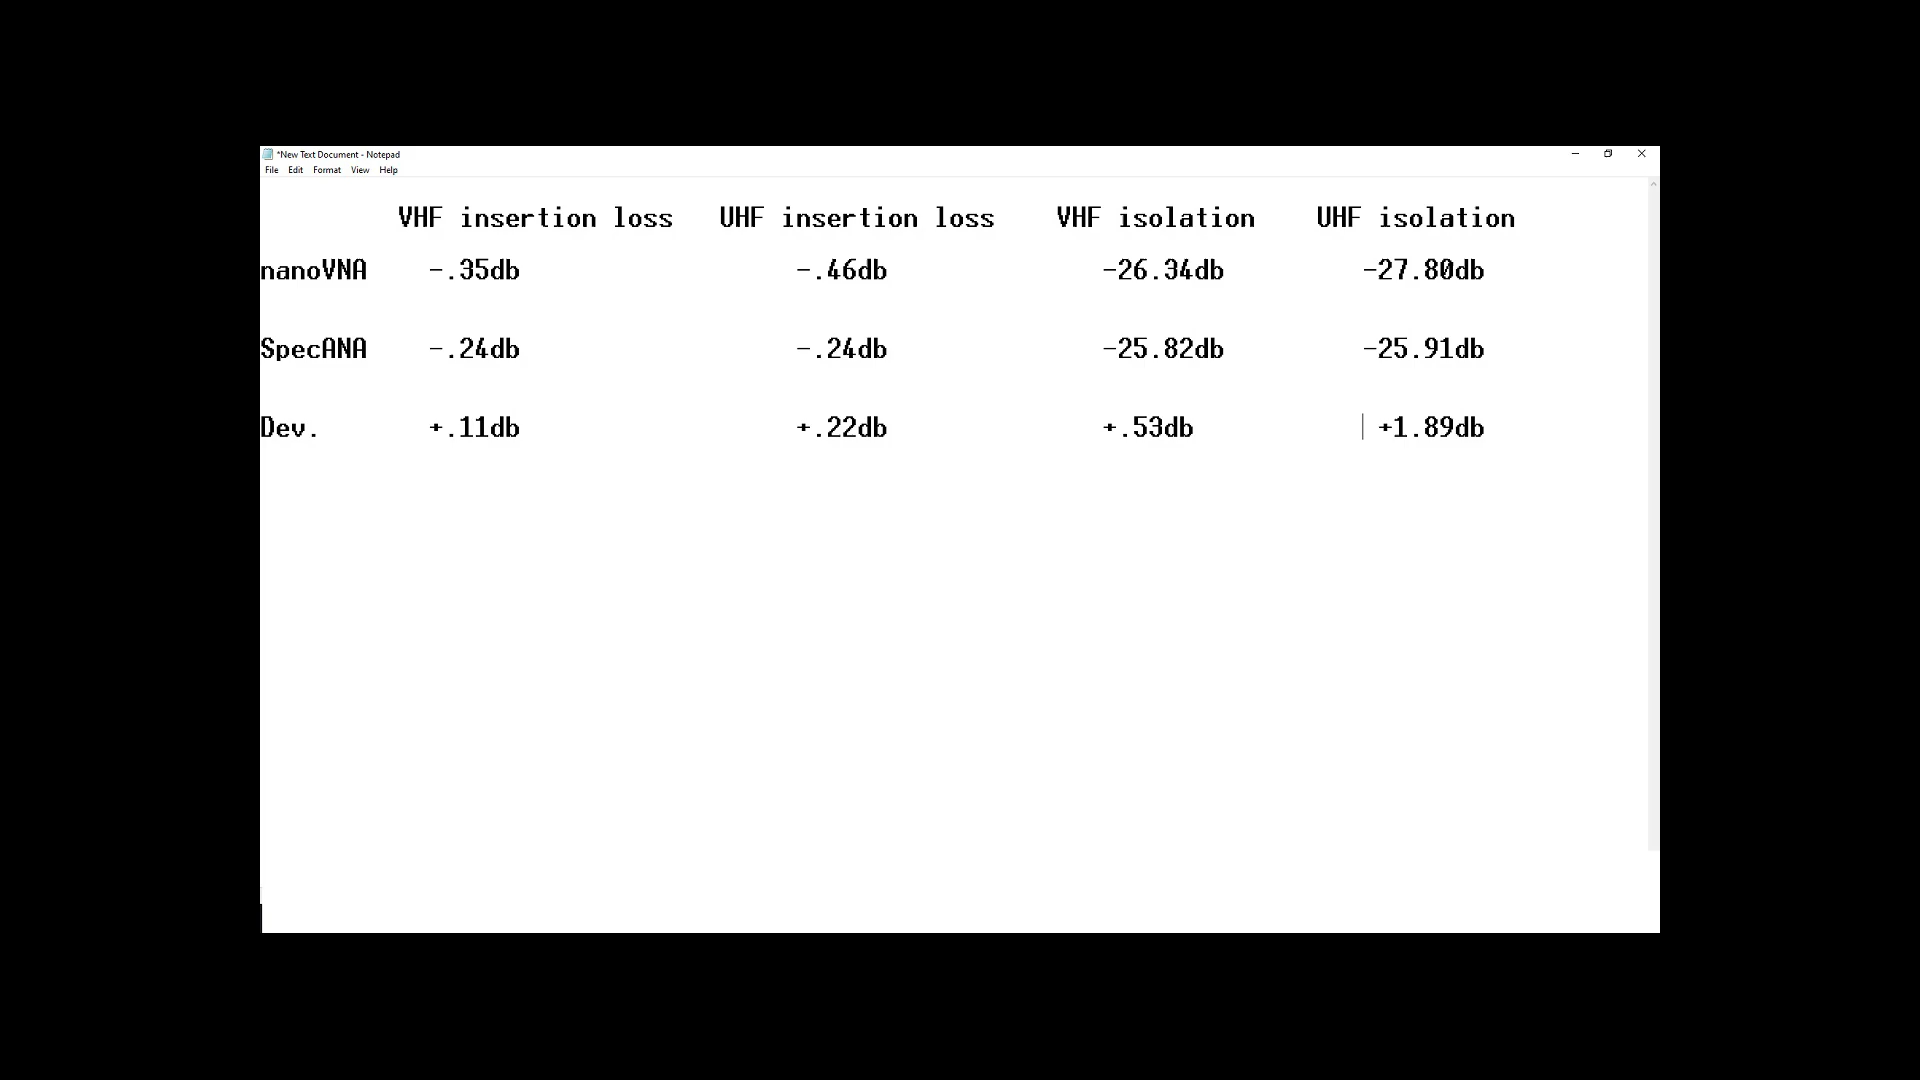 *New Text Document - Notepad
File Edit Format View Help
VHF insertion loss UHF insertion loss VHF isolation UHF isolation
nanoVNA -.35db -.46db -26.34db -27.80db
SpecANA -.24db -.24db -25.82db -25.91db
Dev. +.11db +.22db +.53db +1.89db